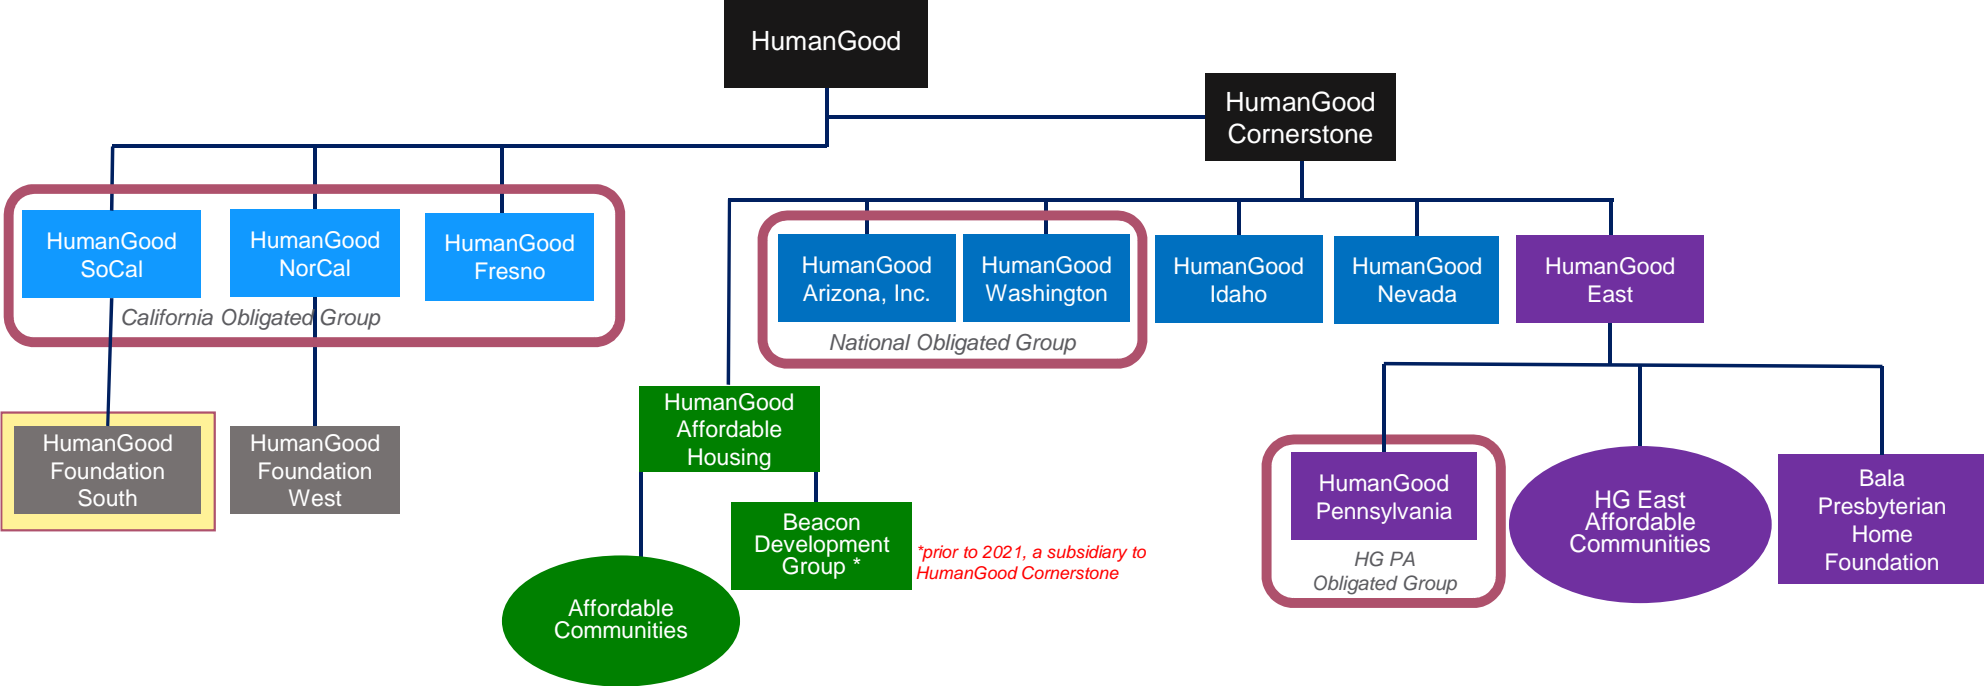 HumanGood
HumanGood
Cornerstone
HumanGood
SoCal
HumanGood
NorCal
HumanGood
Fresno
California Obligated Group
HumanGood
Arizona, Inc.
HumanGood
Washington
National Obligated Group
HumanGood
Idaho
HumanGood
Nevada
HumanGood
East
HumanGood
Foundation
South
HumanGood
Foundation
West
HumanGood
Affordable
Housing
Affordable
Communities
Beacon
Development
Group *
*prior to 2021, a subsidiary to
HumanGood Cornerstone
HumanGood
Pennsylvania
HG PA
Obligated Group
HG East
Affordable
Communities
Bala
Presbyterian
Home
Foundation